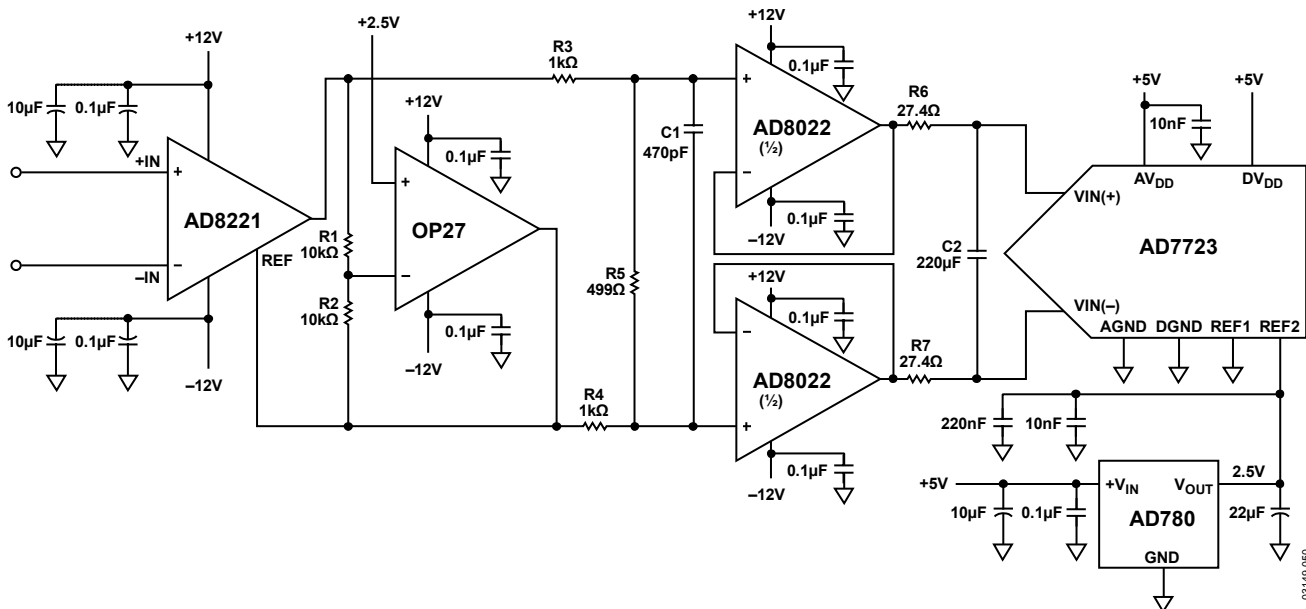 +12V
10µF
0.1µF
+IN
–IN
AD8221
REF
10µF
0.1µF
–12V
+2.5V
+12V
0.1µF
OP27
R1
10kΩ
R2
10kΩ
0.1µF
–12V
R3
1kΩ
R5
499Ω
R4
1kΩ
C1
470pF
+12V
0.1µF
AD8022
(½)
0.1µF
–12V
+12V
0.1µF
AD8022
(½)
0.1µF
–12V
R6
27.4Ω
C2
220µF
R7
27.4Ω
+5V
+5V
10nF
AVDD
DVDD
VIN(+)
AD7723
VIN(–)
AGND DGND REF1 REF2
220nF
10nF
+5V
+VIN
VOUT
2.5V
10µF
0.1µF
AD780
22µF
GND
03149-059